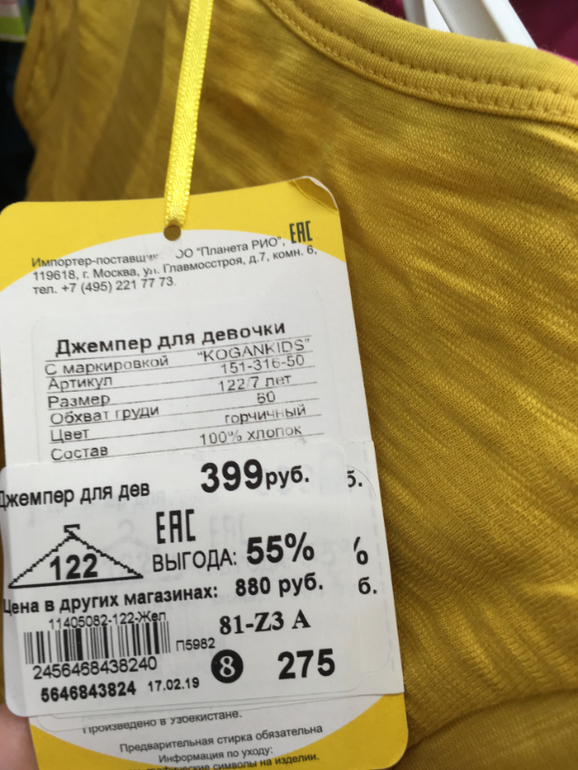 Импортер-поставщик ООО "Планета РИО", EAC
119618, г. Москва, ул. Главмосстроя, д.7, комн. 6,
тел. +7 (495) 221 77 73.
Джемпер для девочки
С маркировкой "KOGANKIDS"
Артикул 151-316-50
Размер 122/7 лет
Обхват груди 60
Цвет горчичный
Состав 100% хлопок
Джемпер для дев 399руб. б.
EAC
122 ВЫГОДА: 55% %
Цена в других магазинах: 880 руб. б.
11405082-122-Жел 81-Z3 А
П5982
2456468438240
5646843824 17.02.19 8 275
Произведено в Узбекистане.
Предварительная стирка обязательна
Информация по уходу:
графические символы на изделии.